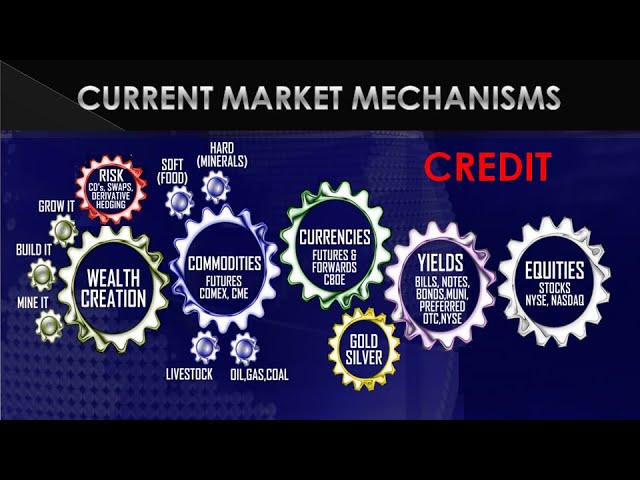 CURRENT MARKET MECHANISMS
CREDIT
HARD
(MINERALS)
SOFT
(FOOD)
RISK
CD's, SWAPS,
DERIVATIVE
HEDGING
GROW IT
BUILD IT
MINE IT
WEALTH
CREATION
COMMODITIES
FUTURES
COMEX, CME
LIVESTOCK
OIL,GAS,COAL
CURRENCIES
FUTURES &
FORWARDS
CBOE
GOLD
SILVER
YIELDS
BILLS, NOTES,
BONDS,MUNI,
PREFERRED
OTC,NYSE
EQUITIES
STOCKS
NYSE, NASDAQ